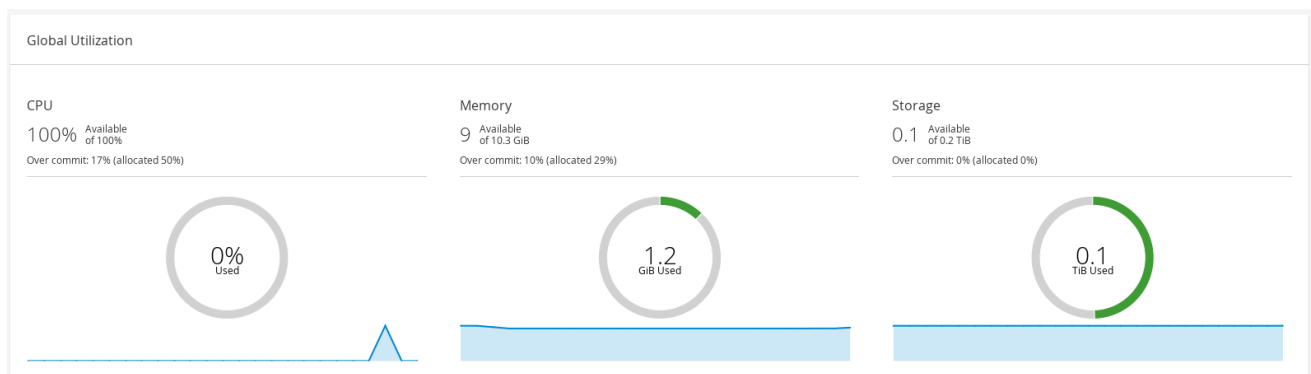 Global Utilization
CPU
100% Available
of 100%
Over commit: 17% (allocated 50%)
0%
Used
Memory
9 Available
of 10.3 GiB
Over commit: 10% (allocated 29%)
1.2
GiB Used
Storage
0.1 Available
of 0.2 TiB
Over commit: 0% (allocated 0%)
0.1
TiB Used